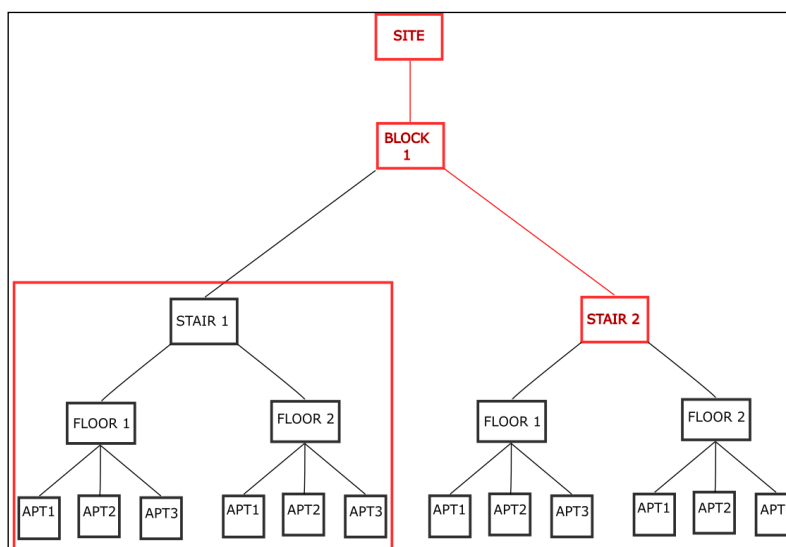 SITE
BLOCK
1
STAIR 1
STAIR 2
FLOOR 1
FLOOR 2
FLOOR 1
FLOOR 2
APT1
APT2
APT3
APT1
APT2
APT3
APT1
APT2
APT3
APT1
APT2